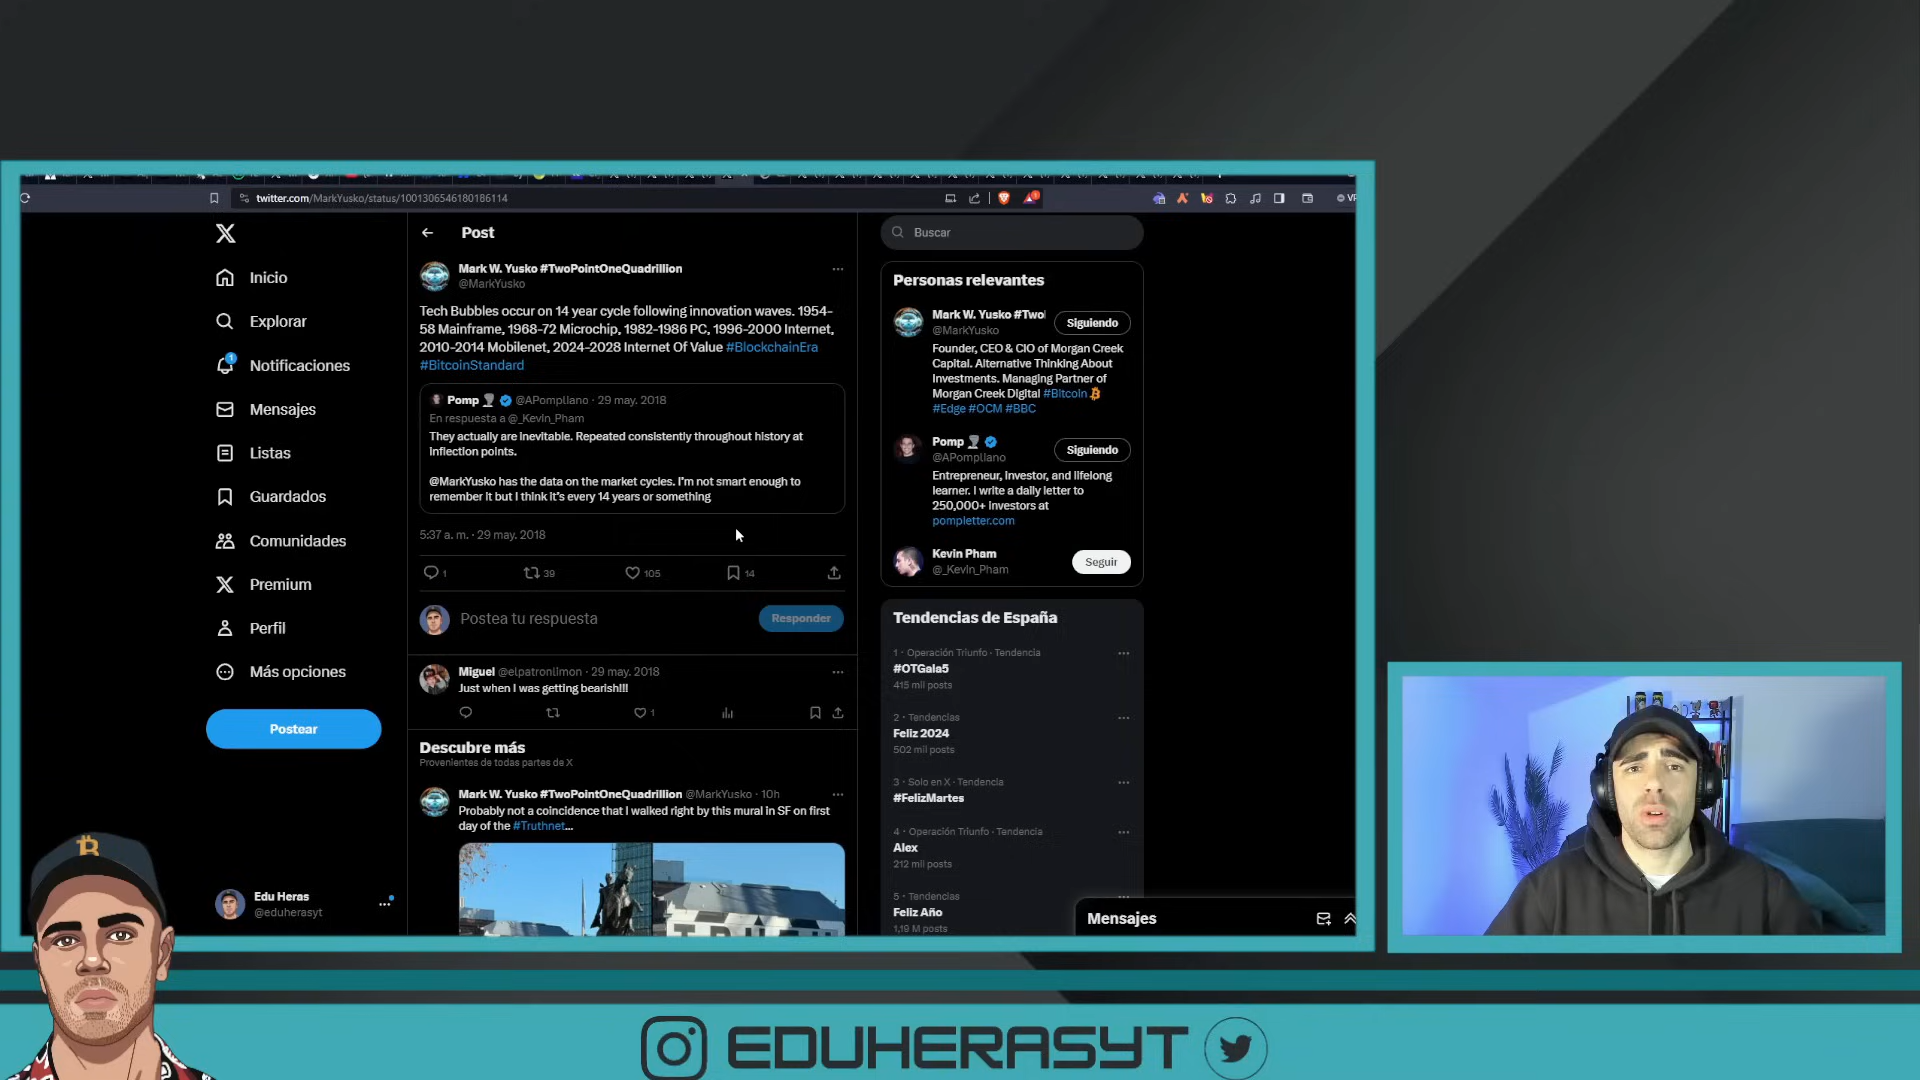 twitter.com/MarkYusko/status/1001306546180186114
VP
Inicio
Explorar
1
Notificaciones
Mensajes
Listas
Guardados
Comunidades
Premium
Perfil
Más opciones
Postear
Edu Heras
@eduherasyt
Post
Mark W. Yusko #TwoPointOneQuadrillion
@MarkYusko
Tech Bubbles occur on 14 year cycle following innovation waves. 1954-
58 Mainframe, 1968-72 Microchip, 1982-1986 PC, 1996-2000 Internet,
2010-2014 Mobilenet, 2024-2028 Internet Of Value #BlockchainEra
#BitcoinStandard
Pomp @APompliano · 29 may. 2018
En respuesta a @_Kevin_Pham
They actually are inevitable. Repeated consistently throughout history at
inflection points.
@MarkYusko has the data on the market cycles. I'm not smart enough to
remember it but I think it's every 14 years or something
5:37 a. m. · 29 may. 2018
1 39 105 14
Postea tu respuesta
Responder
Miguel @elpatronlimon · 29 may. 2018
Just when I was getting bearish!!!
1
Descubre más
Provenientes de todas partes de X
Mark W. Yusko #TwoPointOneQuadrillion @MarkYusko · 10h
Probably not a coincidence that I walked right by this mural in SF on first
day of the #Truthnet...
Buscar
Personas relevantes
Mark W. Yusko #Twol
@MarkYusko
Siguiendo
Founder, CEO & CIO of Morgan Creek
Capital. Alternative Thinking About
Investments. Managing Partner of
Morgan Creek Digital #Bitcoin
#Edge #OCM #BBC
Pomp
@APompliano
Siguiendo
Entrepreneur, investor, and lifelong
learner. I write a daily letter to
250,000+ investors at
pompletter.com
Kevin Pham
@_Kevin_Pham
Seguir
Tendencias de España
1 · Operación Triunfo · Tendencia
#OTGala5
415 mil posts
2 · Tendencias
Feliz 2024
502 mil posts
3 · Solo en X · Tendencia
#FelizMartes
4 · Operación Triunfo · Tendencia
Alex
212 mil posts
5 · Tendencias
Feliz Año
1,19 M posts
Mensajes
EDUHERASYT